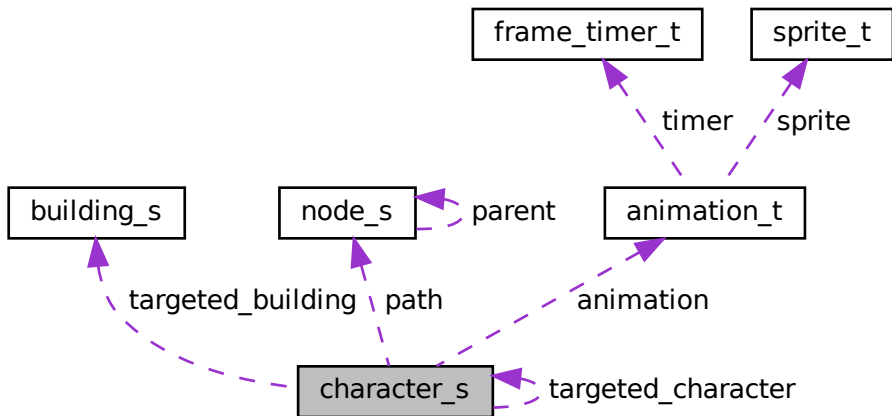 frame_timer_t
sprite_t
timer
sprite
building_s
node_s
parent
animation_t
targeted_building
path
animation
character_s
targeted_character